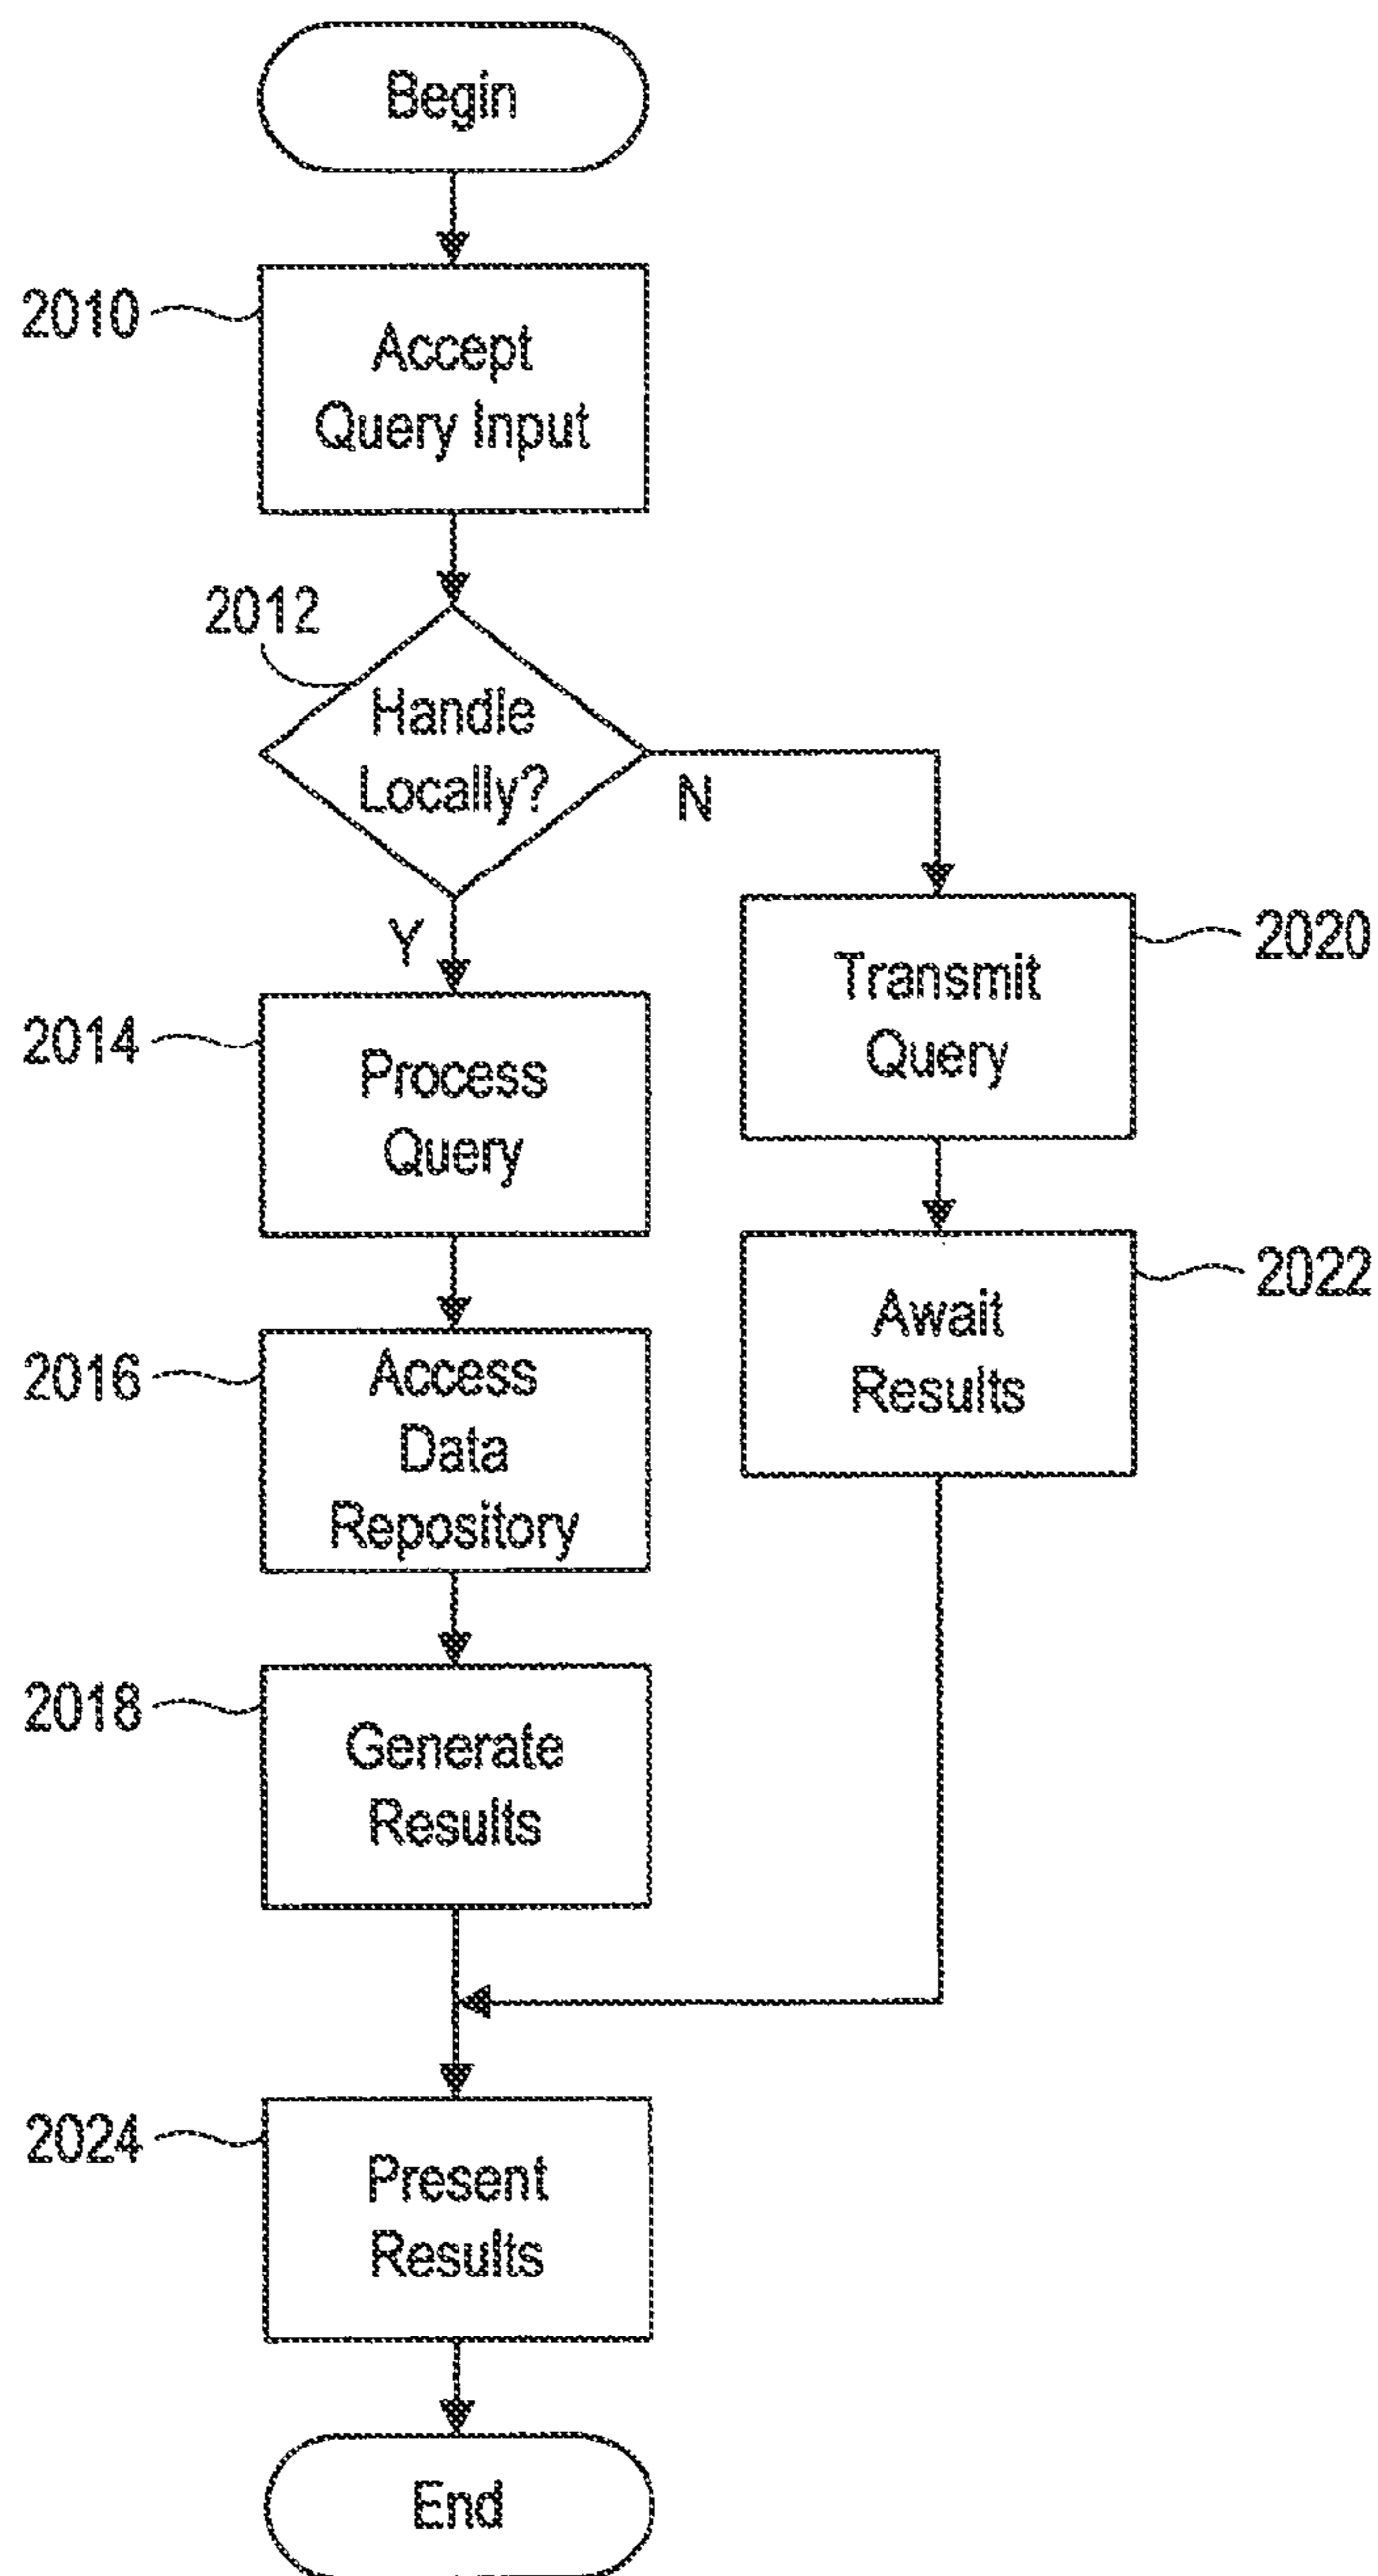 Begin
2010
Accept
Query Input
2012
Handle
Locally?
N
Y
2020
Transmit
Query
2014
Process
Query
2022
Await
Results
2016
Access
Data
Repository
2018
Generate
Results
2024
Present
Results
End